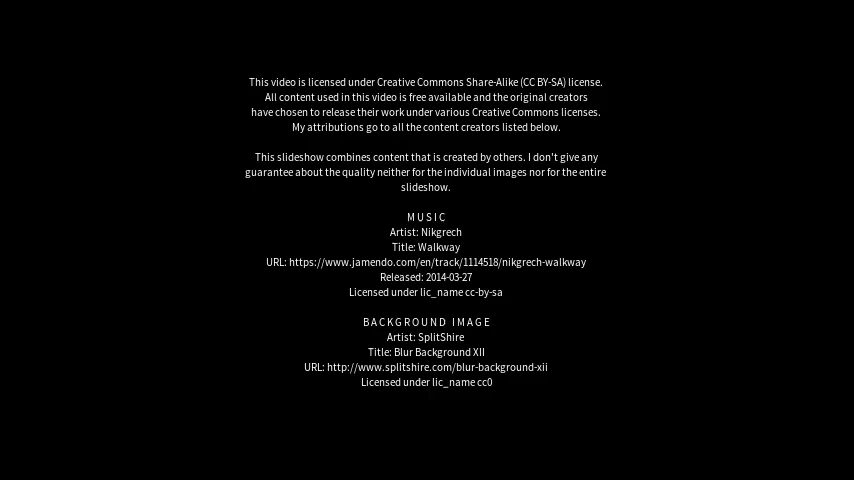 This video is licensed under Creative Commons Share-Alike (CC BY-SA) license.
All content used in this video is free available and the original creators
have chosen to release their work under various Creative Commons licenses.
My attributions go to all the content creators listed below.
This slideshow combines content that is created by others. I don't give any
guarantee about the quality neither for the individual images nor for the entire
slideshow.
MUSIC
Artist: Nikgrech
Title: Walkway
URL: https://www.jamendo.com/en/track/1114518/nikgrech-walkway
Released: 2014-03-27
Licensed under lic_name cc-by-sa
BACKGROUND IMAGE
Artist: SplitShire
Title: Blur Background XII
URL: http://www.splitshire.com/blur-background-xii
Licensed under lic_name cc0